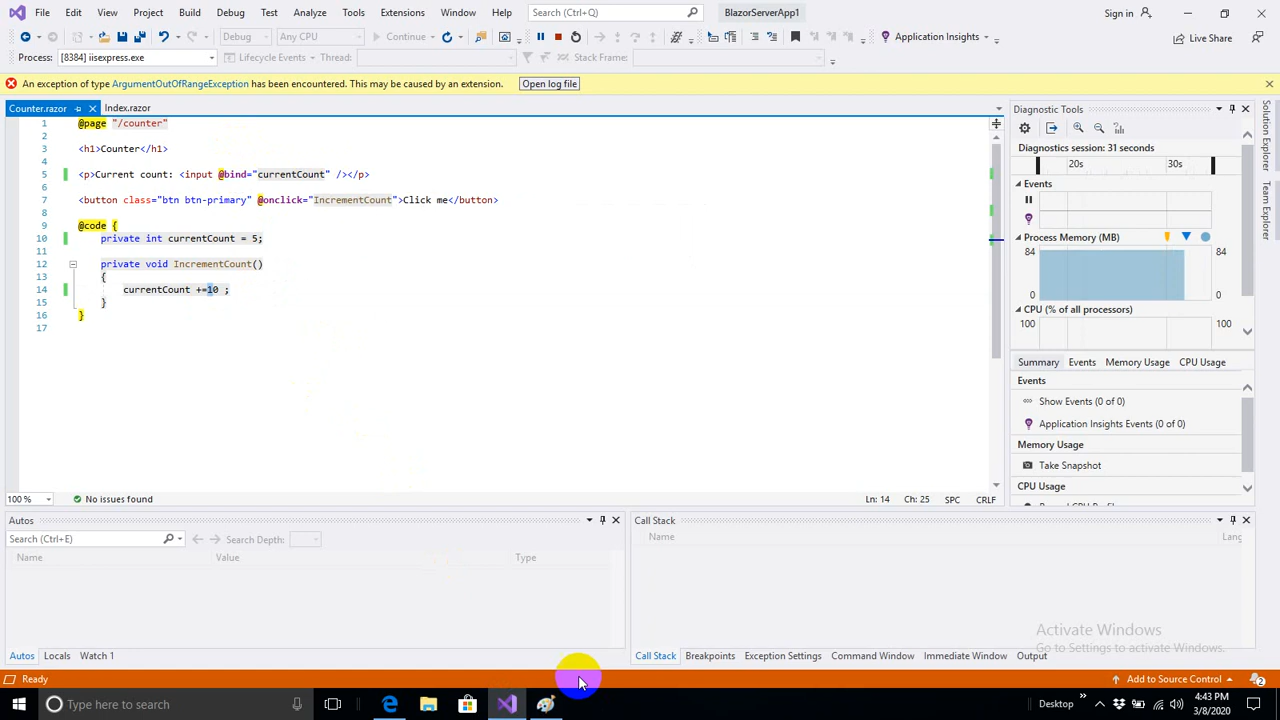 File Edit View Project Build Debug Test Analyze Tools Extensions Window Help Search (Ctrl+Q) BlazorServerApp1 Sign in
Debug Any CPU Continue Application Insights Live Share
Process: [8384] iisexpress.exe Lifecycle Events Thread: Stack Frame:
An exception of type ArgumentOutOfRangeException has been encountered. This may be caused by an extension. Open log file
Counter.razor Index.razor
1 @page "/counter"
2
3 <h1>Counter</h1>
4
5 <p>Current count: <input @bind="currentCount" /></p>
6
7 <button class="btn btn-primary" @onclick="IncrementCount">Click me</button>
8
9 @code {
10 private int currentCount = 5;
11
12 private void IncrementCount()
13 {
14 currentCount +=10 ;
15 }
16 }
17
100 % No issues found Ln: 14 Ch: 25 SPC CRLF
Diagnostic Tools
Diagnostics session: 31 seconds
20s 30s
Events
Process Memory (MB)
84 84
0 0
CPU (% of all processors)
100 100
Summary Events Memory Usage CPU Usage
Events
Show Events (0 of 0)
Application Insights Events (0 of 0)
Memory Usage
Take Snapshot
CPU Usage
Solution Explorer
Team Explorer
Autos
Search (Ctrl+E) Search Depth:
Name Value Type
Autos Locals Watch 1
Call Stack
Name
Call Stack Breakpoints Exception Settings Command Window Immediate Window Output
Activate Windows
Go to Settings to activate Windows.
Ready Add to Source Control 2
Type here to search Desktop 4:43 PM
3/8/2020